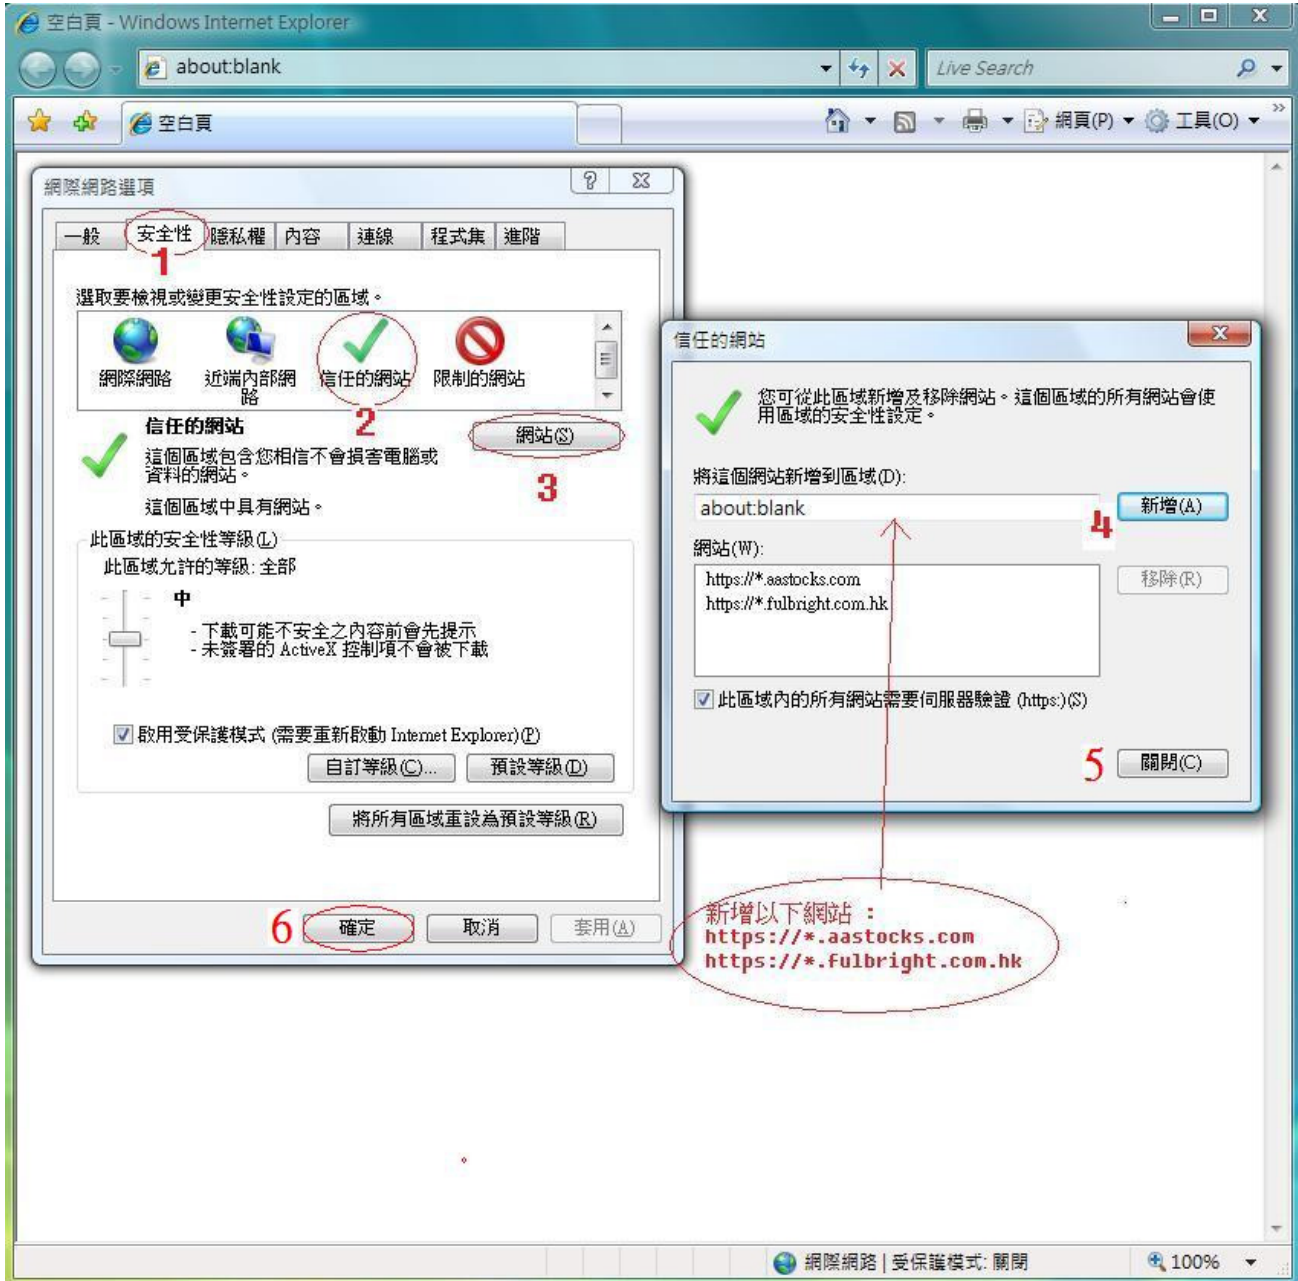 空白頁 - Windows Internet Explorer
about:blank
Live Search
空白頁
網頁(P)
工具(O)
網際網路選項
一般
安全性
隱私權
內容
連線
程式集
進階
1
選取要檢視或變更安全性設定的區域。
網際網路
近端內部網路
信任的網站
限制的網站
2
信任的網站
這個區域包含您相信不會損害電腦或
資料的網站。
這個區域中具有網站。
網站(S)
3
此區域的安全性等級(L)
此區域允許的等級: 全部
中
- 下載可能不安全之內容前會先提示
- 未簽署的 ActiveX 控制項不會被下載
啟用受保護模式 (需要重新啟動 Internet Explorer)(P)
自訂等級(C)...
預設等級(D)
將所有區域重設為預設等級(R)
6
確定
取消
套用(A)
信任的網站
您可從此區域新增及移除網站。這個區域的所有網站會使
用區域的安全性設定。
將這個網站新增到區域(D):
about:blank
4
新增(A)
網站(W):
https://*.aastocks.com
https://*.fulbright.com.hk
移除(R)
此區域內的所有網站需要伺服器驗證 (https:)(S)
5
關閉(C)
新增以下網站 :
https://*.aastocks.com
https://*.fulbright.com.hk
網際網路 | 受保護模式: 關閉
100%